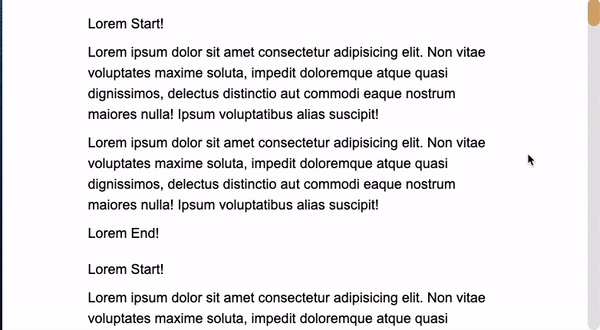 Lorem Start!
Lorem ipsum dolor sit amet consectetur adipisicing elit. Non vitae
voluptates maxime soluta, impedit doloremque atque quasi
dignissimos, delectus distinctio aut commodi eaque nostrum
maiores nulla! Ipsum voluptatibus alias suscipit!
Lorem ipsum dolor sit amet consectetur adipisicing elit. Non vitae
voluptates maxime soluta, impedit doloremque atque quasi
dignissimos, delectus distinctio aut commodi eaque nostrum
maiores nulla! Ipsum voluptatibus alias suscipit!
Lorem End!
Lorem Start!
Lorem ipsum dolor sit amet consectetur adipisicing elit. Non vitae
voluptates maxime soluta, impedit doloremque atque quasi